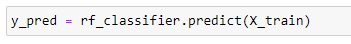 y_pred = rf_classifier.predict(X_train)